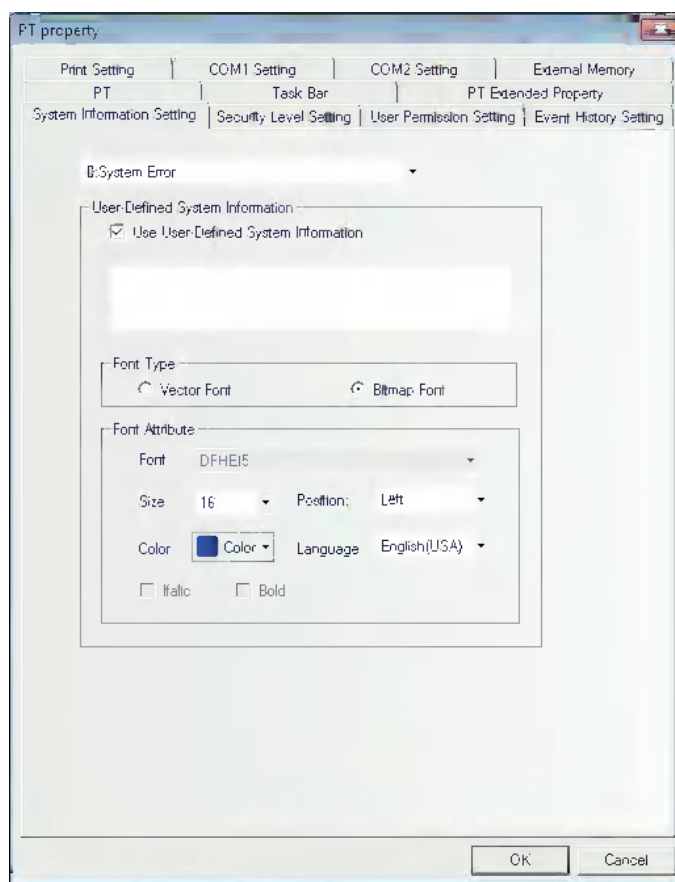 PT property
Print Setting COM1 Setting COM2 Setting External Memory
PT Task Bar PT Extended Property
System Information Setting Security Level Setting User Permission Setting Event History Setting
0:System Error
User-Defined System Information
Use User-Defined System Information
Font Type
Vector Font Bitmap Font
Font Attribute
Font DFHEI5
Size 16 Position: Left
Color Color Language English(USA)
Italic Bold
OK Cancel